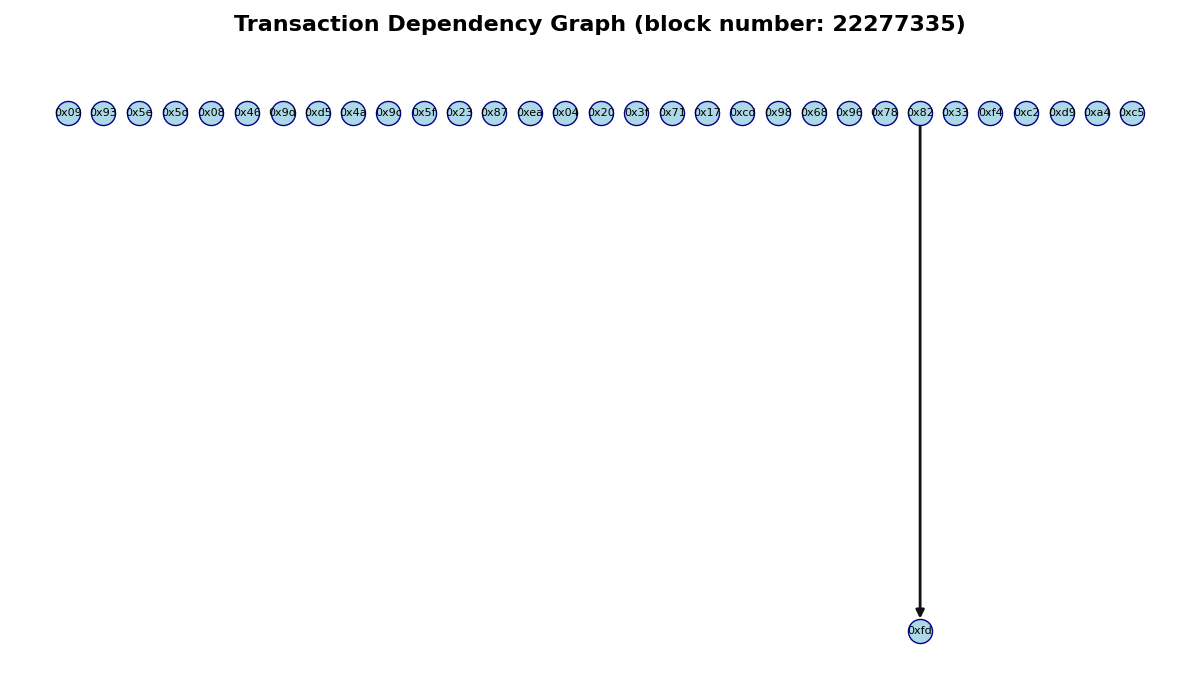 Transaction Dependency Graph (block number: 22277335)
0x09 0x93 0x5e 0x5d 0x08 0x46 0x9d 0xd5 0x4a 0x9c 0x5f 0x23 0x87 0xea 0x04 0x20 0x3f 0x71 0x17 0xcd 0x98 0x68 0x96 0x78 0x82 0x33 0xf4 0xc2 0xd9 0xa4 0xc5
0xfd